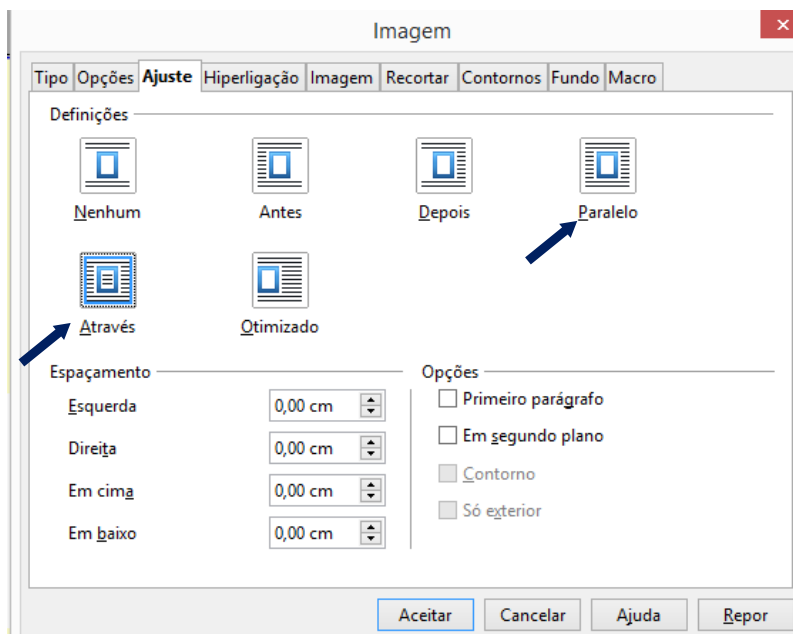 Imagem
Tipo Opções Ajuste Hiperligação Imagem Recortar Contornos Fundo Macro
Definições
Nenhum Antes Depois Paralelo
Através Otimizado
Espaçamento Opções
Esquerda 0,00 cm Primeiro parágrafo
Direita 0,00 cm Em segundo plano
Em cima 0,00 cm Contorno
Em baixo 0,00 cm Só exterior
Aceitar Cancelar Ajuda Repor